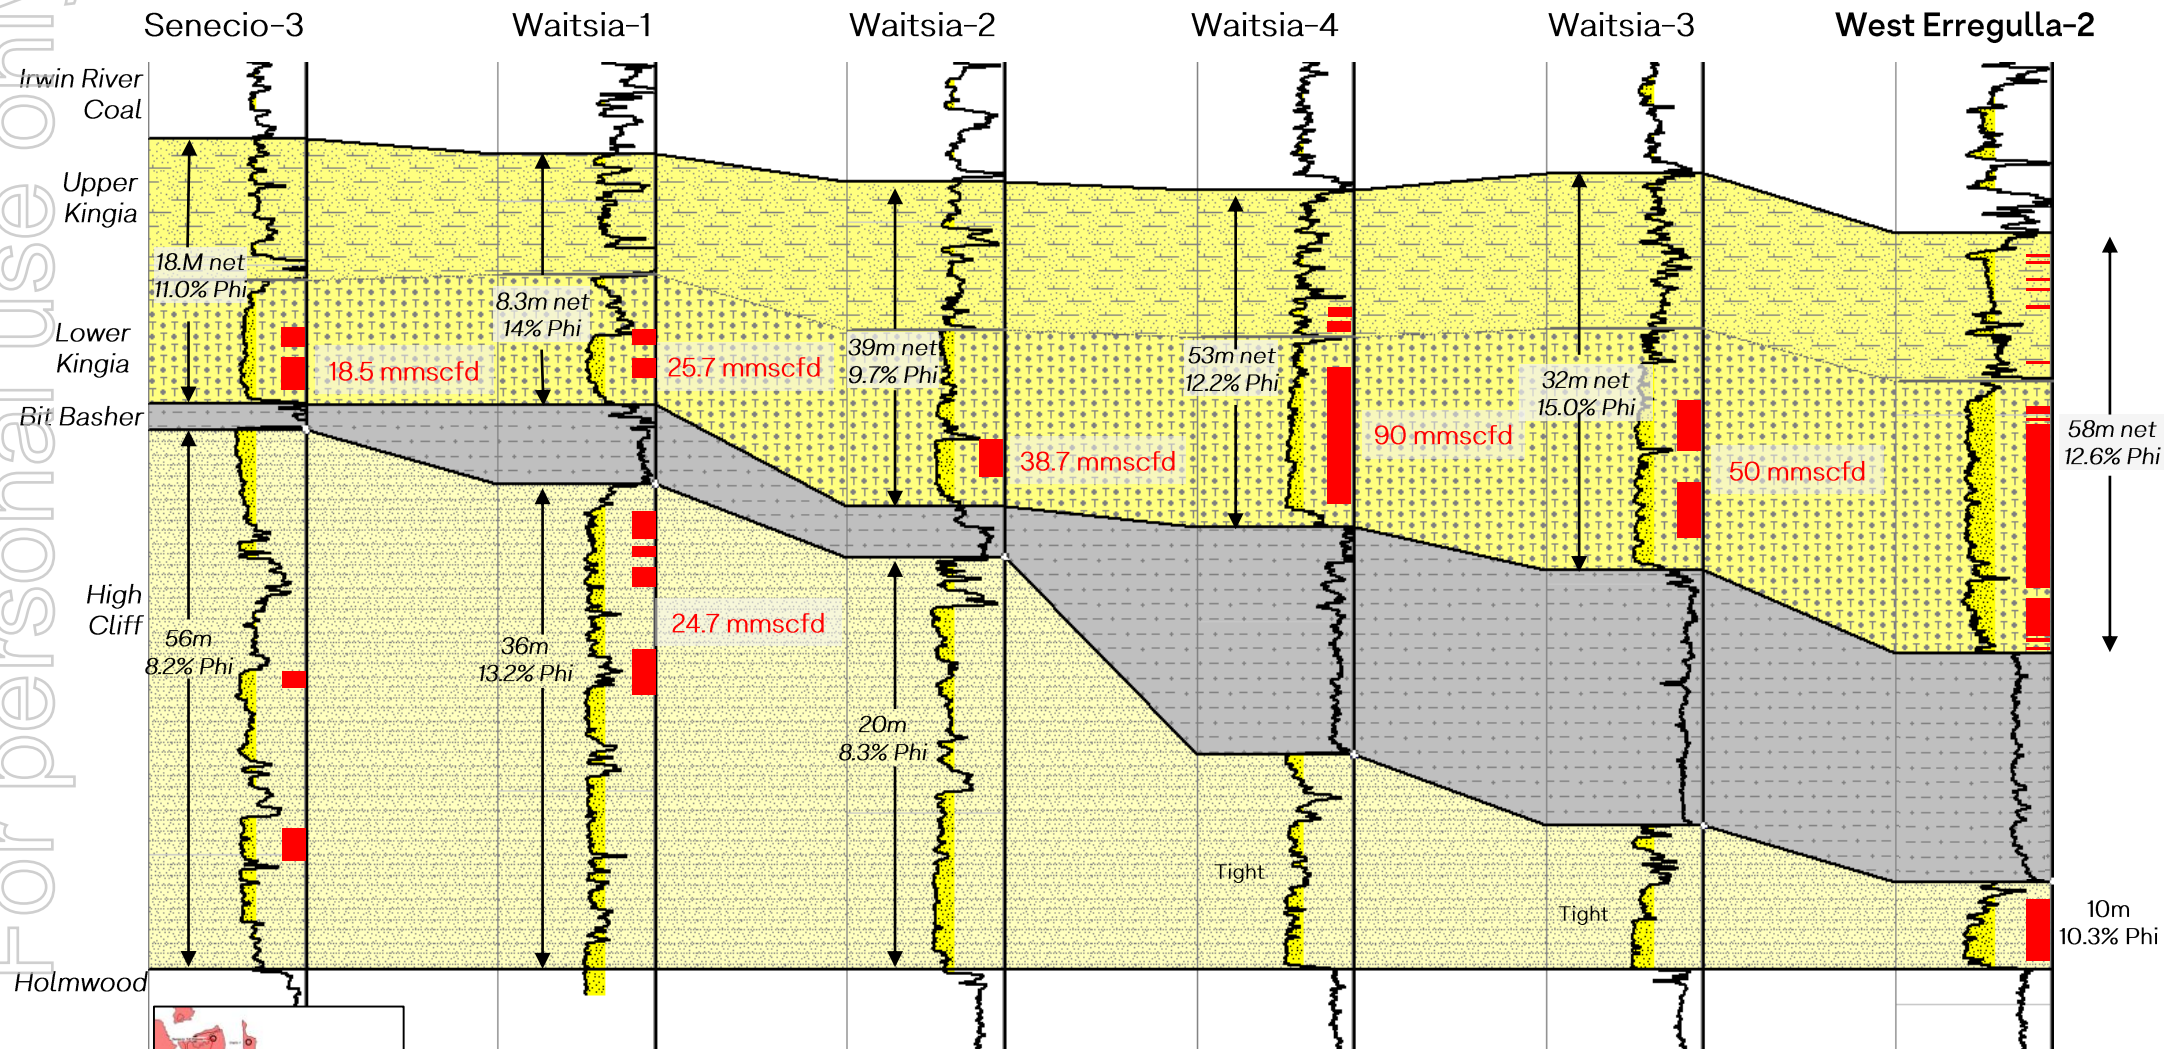 Senecio-3
Waitsia-1
Waitsia-2
Waitsia-4
Waitsia-3
West Erregulla-2
Irwin River
Coal
Upper
Kingia
Lower
Kingia
Bit Basher
High
Cliff
Holmwood
18.M net
11.0% Phi
8.3m net
14% Phi
39m net
9.7% Phi
53m net
12.2% Phi
32m net
15.0% Phi
58m net
12.6% Phi
18.5 mmscfd
25.7 mmscfd
38.7 mmscfd
90 mmscfd
50 mmscfd
24.7 mmscfd
56m
8.2% Phi
36m
13.2% Phi
20m
8.3% Phi
Tight
Tight
10m
10.3% Phi
For personal use only